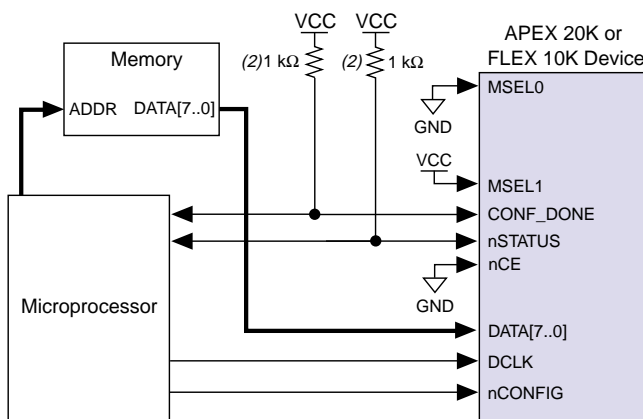 VCC VCC
(2) 1 kΩ (2) 1 kΩ
APEX 20K or
FLEX 10K Device
Memory
ADDR DATA[7..0]
MSEL0
GND
VCC
MSEL1
CONF_DONE
nSTATUS
nCE
GND
Microprocessor
DATA[7..0]
DCLK
nCONFIG